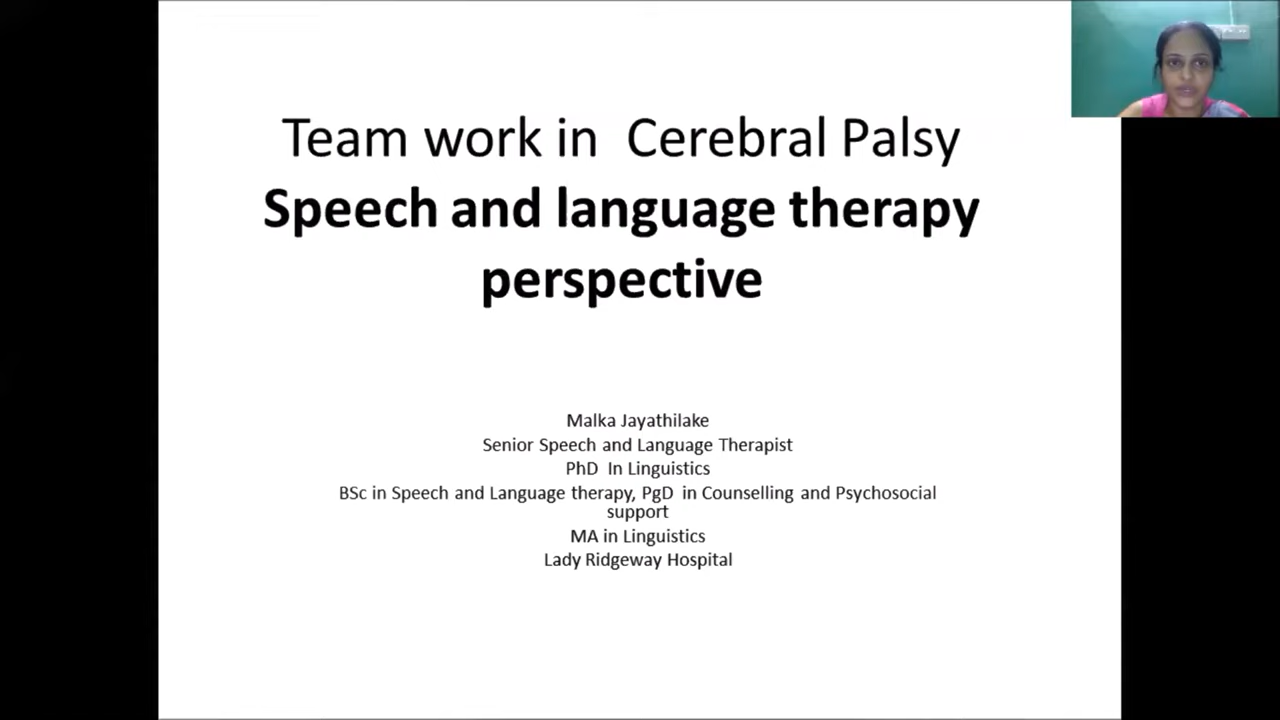 Team work in Cerebral Palsy
Speech and language therapy
perspective
Malka Jayathilake
Senior Speech and Language Therapist
PhD In Linguistics
BSc in Speech and Language therapy, PgD in Counselling and Psychosocial
support
MA in Linguistics
Lady Ridgeway Hospital